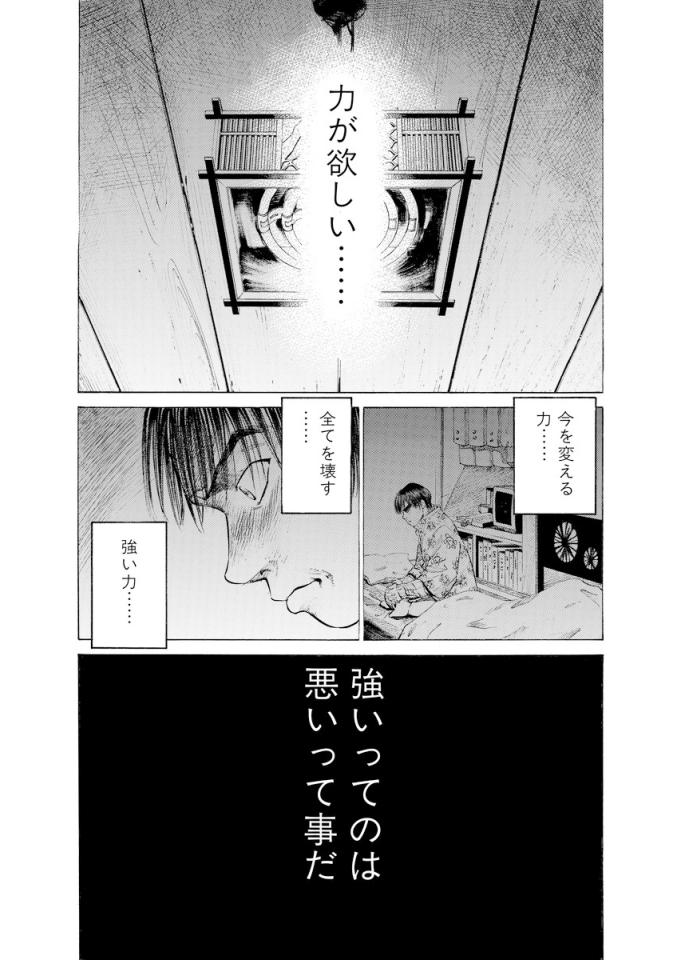 力が欲しい……
今を変える
力……
全てを壊す
……
強い力……
強いってのは
悪いって事だ